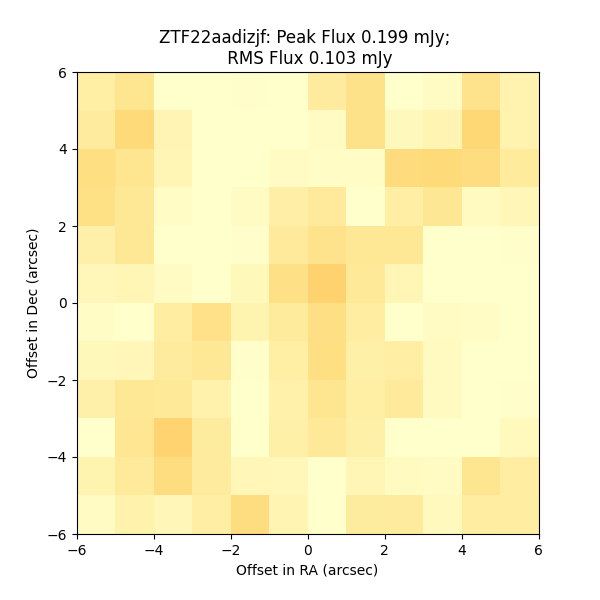 ZTF22aadizjf: Peak Flux 0.199 mJy;
RMS Flux 0.103 mJy
6
4
2
0
−2
−4
−6
Offset in Dec (arcsec)
−6 −4 −2 0 2 4 6
Offset in RA (arcsec)